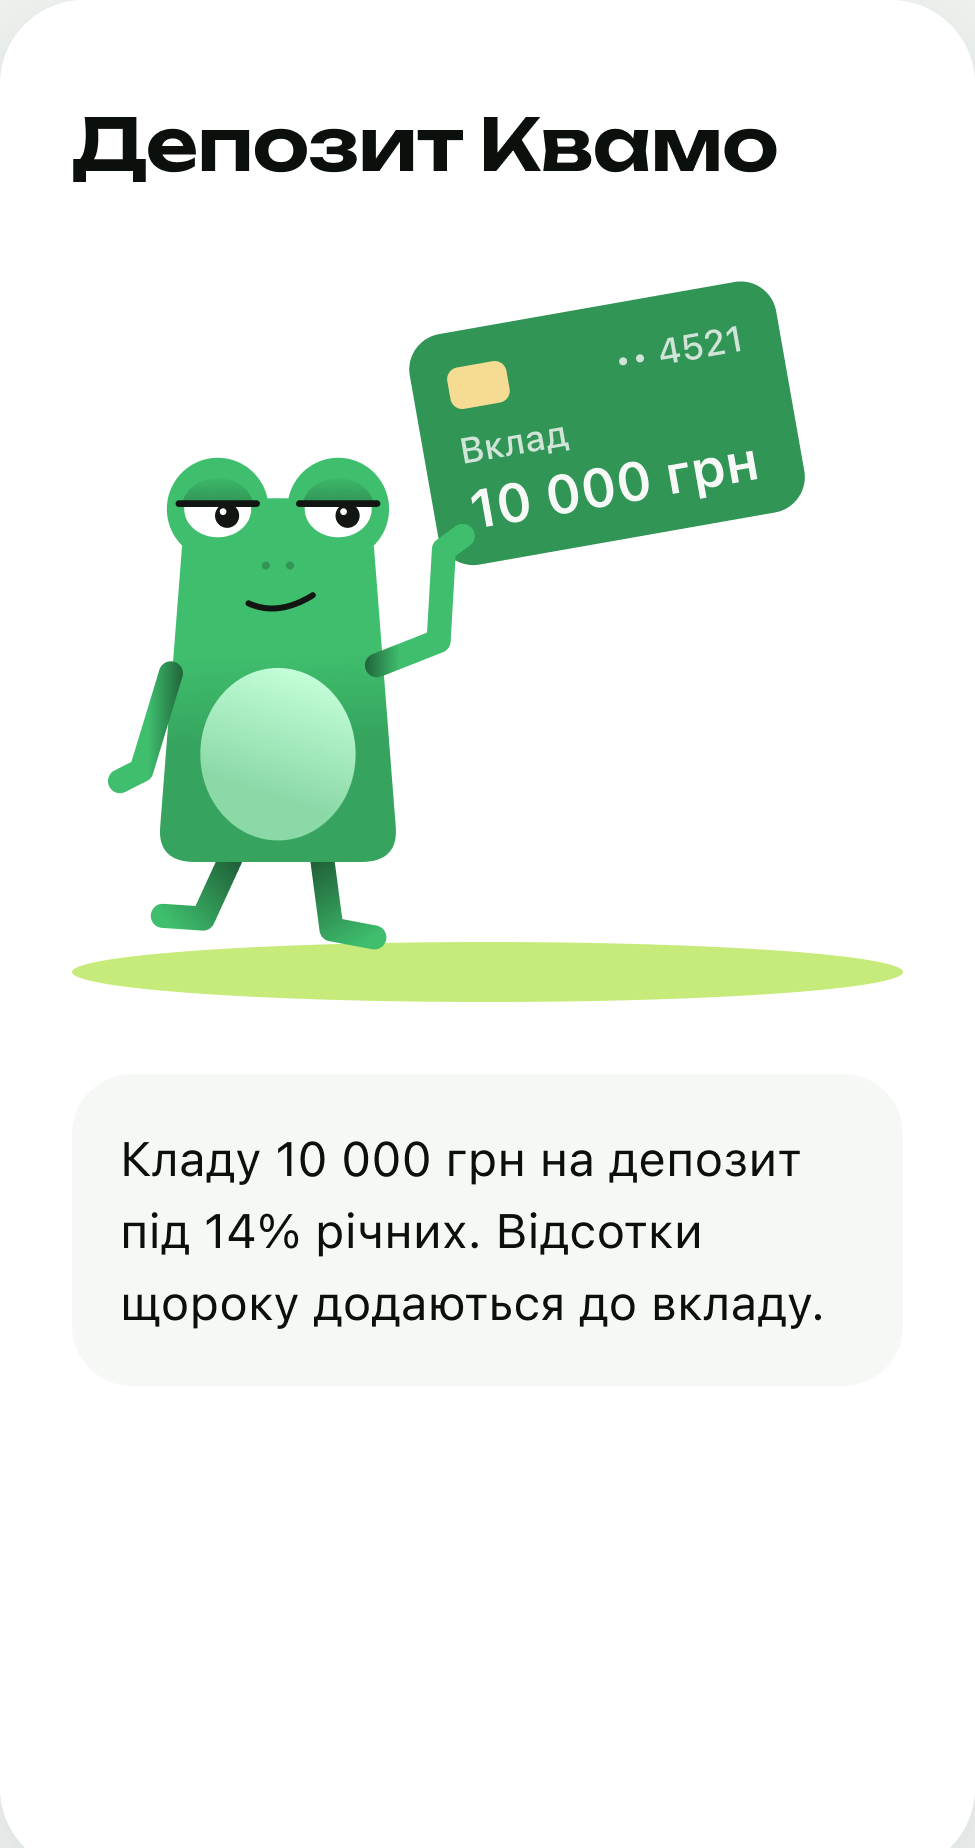 Депозит Квамо
•• 4521
Вклад
10 000 грн
Кладу 10 000 грн на депозит
під 14% річних. Відсотки
щороку додаються до вкладу.